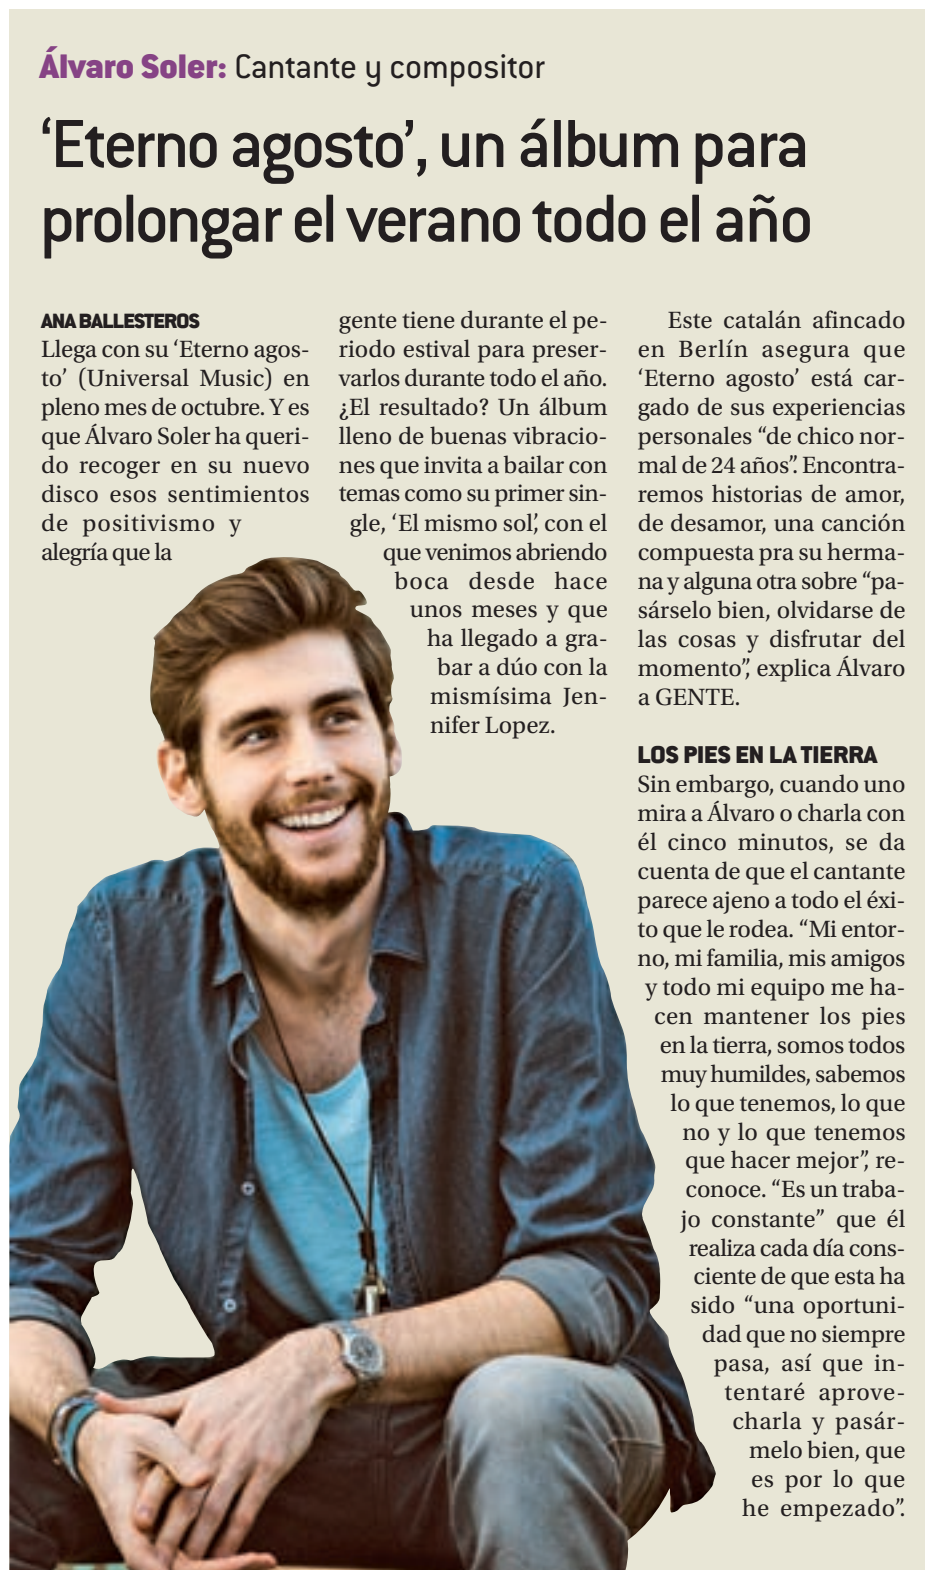 Álvaro Soler: Cantante y compositor
‘Eterno agosto’, un álbum para
prolongar el verano todo el año
ANA BALLESTEROS
Llega con su ‘Eterno agos-
to’ (Universal Music) en
pleno mes de octubre. Y es
que Álvaro Soler ha queri-
do recoger en su nuevo
disco esos sentimientos
de positivismo y
alegría que la
gente tiene durante el pe-
riodo estival para preser-
varlos durante todo el año.
¿El resultado? Un álbum
lleno de buenas vibracio-
nes que invita a bailar con
temas como su primer sin-
gle, ‘El mismo sol’, con el
que venimos abriendo
boca desde hace
unos meses y que
ha llegado a gra-
bar a dúo con la
mismísima Jen-
nifer Lopez.
Este catalán afincado
en Berlín asegura que
‘Eterno agosto’ está car-
gado de sus experiencias
personales “de chico nor-
mal de 24 años”. Encontra-
remos historias de amor,
de desamor, una canción
compuesta pra su herma-
na y alguna otra sobre “pa-
sárselo bien, olvidarse de
las cosas y disfrutar del
momento”, explica Álvaro
a GENTE.
LOS PIES EN LA TIERRA
Sin embargo, cuando uno
mira a Álvaro o charla con
él cinco minutos, se da
cuenta de que el cantante
parece ajeno a todo el éxi-
to que le rodea. “Mi entor-
no, mi familia, mis amigos
y todo mi equipo me ha-
cen mantener los pies
en la tierra, somos todos
muy humildes, sabemos
lo que tenemos, lo que
no y lo que tenemos
que hacer mejor”, re-
conoce. “Es un traba-
jo constante” que él
realiza cada día cons-
ciente de que esta ha
sido “una oportuni-
dad que no siempre
pasa, así que in-
tentaré aprove-
charla y pasár-
melo bien, que
es por lo que
he empezado”.